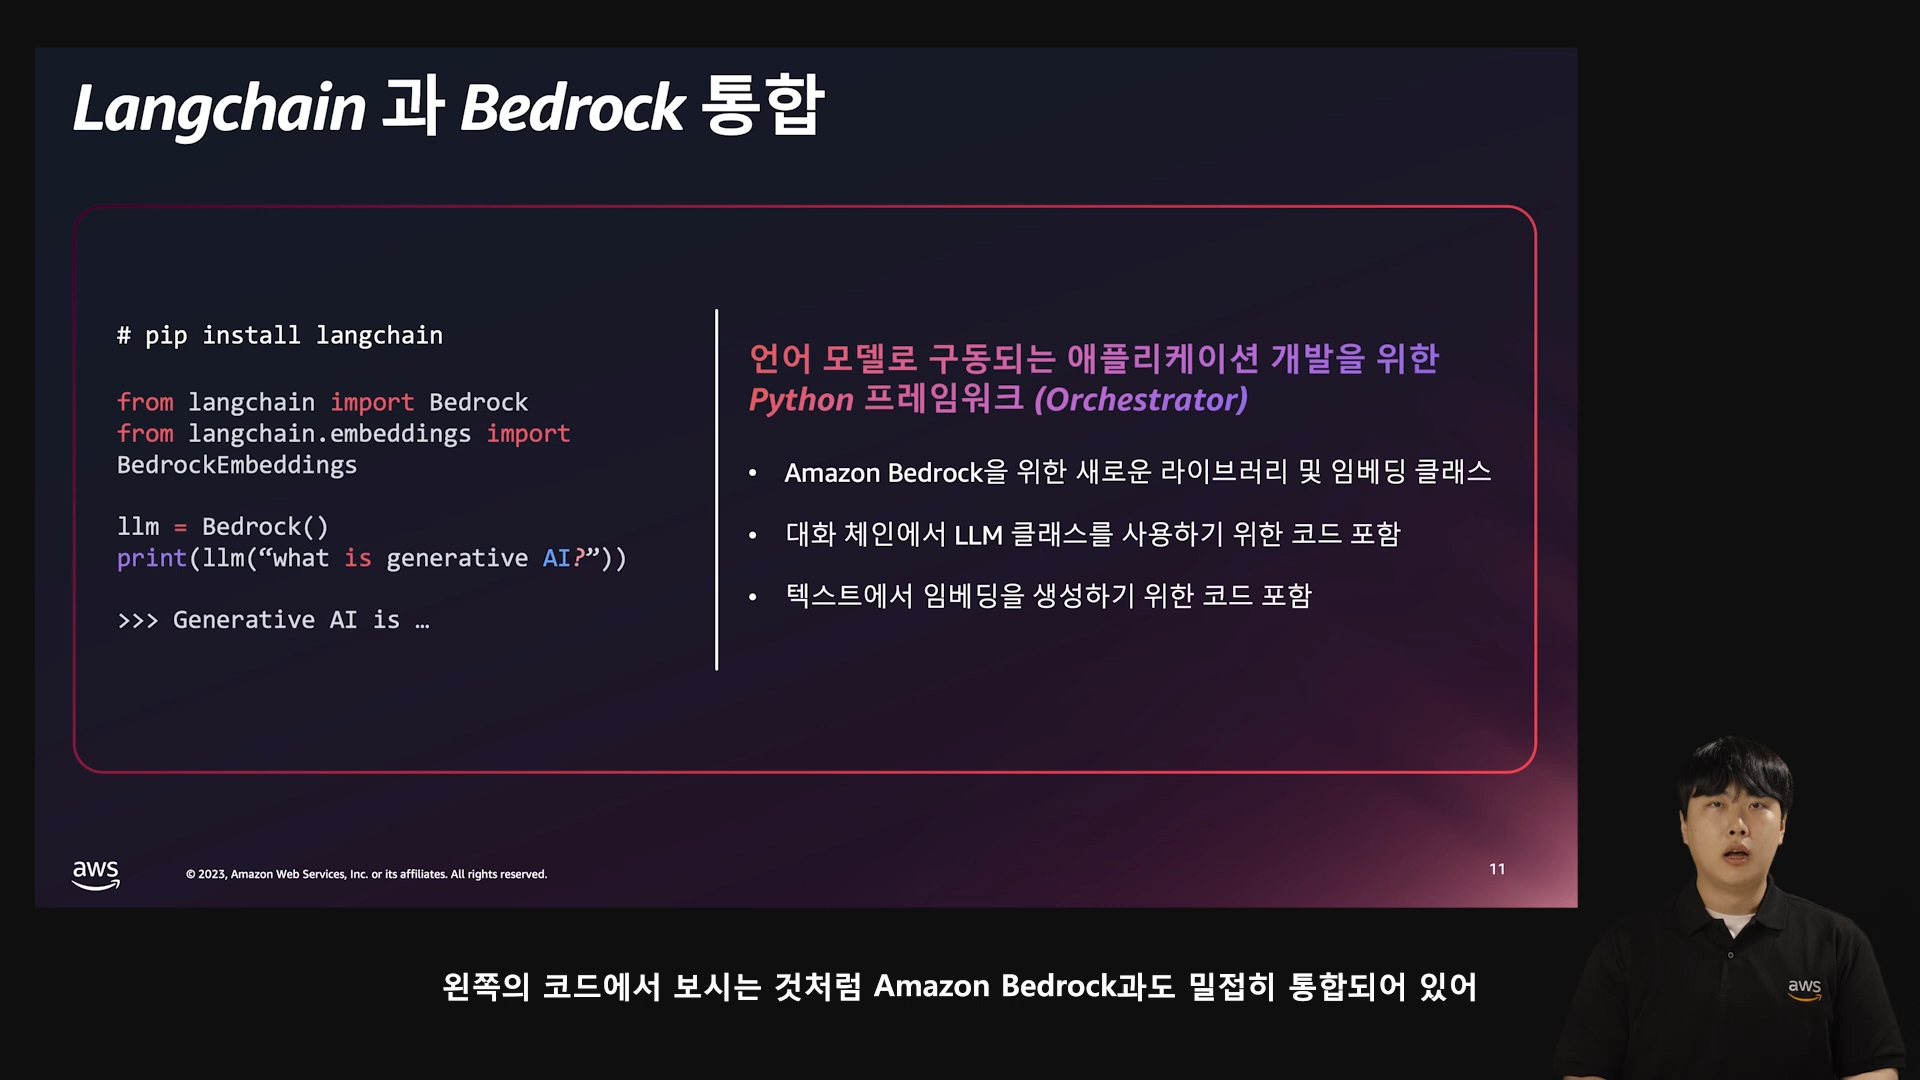 Langchain 과 Bedrock 통합
# pip install langchain
from langchain import Bedrock
from langchain.embeddings import
BedrockEmbeddings
llm = Bedrock()
print(llm(“what is generative AI?”))
>>> Generative AI is …
언어 모델로 구동되는 애플리케이션 개발을 위한
Python 프레임워크 (Orchestrator)
• Amazon Bedrock을 위한 새로운 라이브러리 및 임베딩 클래스
• 대화 체인에서 LLM 클래스를 사용하기 위한 코드 포함
• 텍스트에서 임베딩을 생성하기 위한 코드 포함
aws
© 2023, Amazon Web Services, Inc. or its affiliates. All rights reserved.
11
aws
왼쪽의 코드에서 보시는 것처럼 Amazon Bedrock과도 밀접히 통합되어 있어